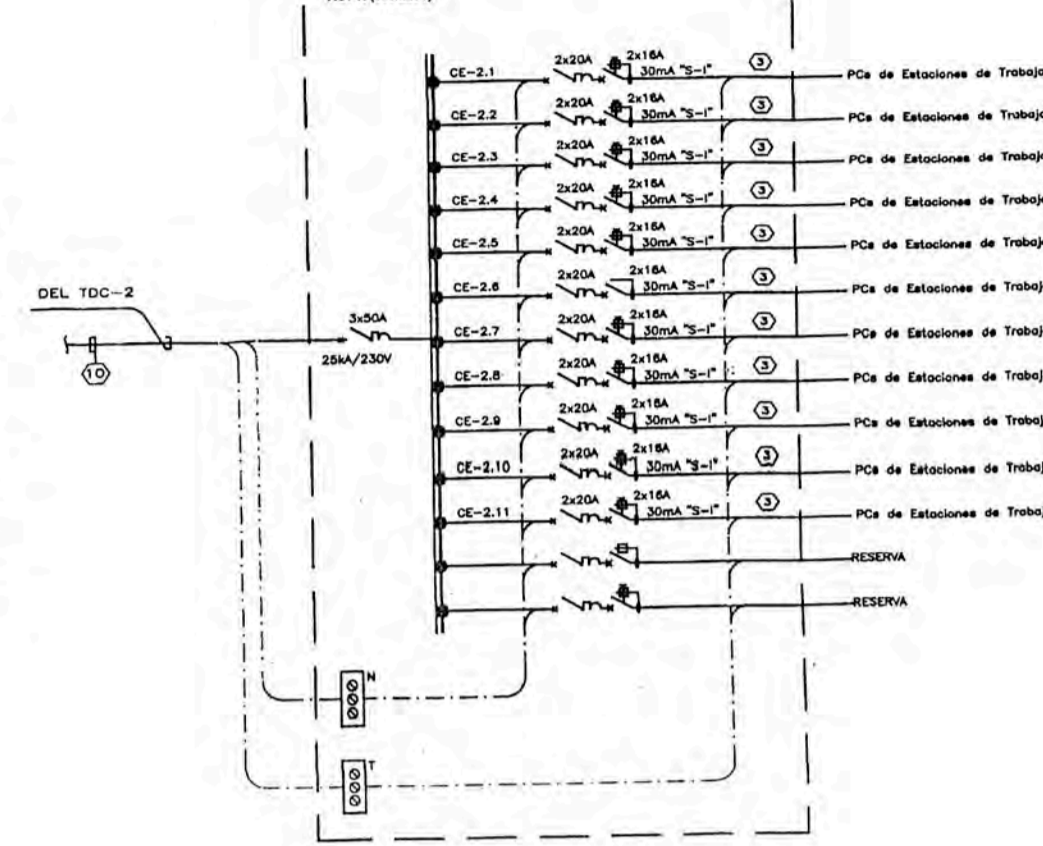 CE-2.1 2x20A 2x16A 30mA "S-I" 3 PCs de Estaciones de Trabajo
CE-2.2 2x20A 2x16A 30mA "S-I" 3 PCs de Estaciones de Trabajo
CE-2.3 2x20A 2x16A 30mA "S-I" 3 PCs de Estaciones de Trabajo
CE-2.4 2x20A 2x16A 30mA "S-I" 3 PCs de Estaciones de Trabajo
CE-2.5 2x20A 2x16A 30mA "S-I" 3 PCs de Estaciones de Trabajo
CE-2.6 2x20A 2x16A 30mA "S-I" 3 PCs de Estaciones de Trabajo
DEL TDC-2
10
3x50A
25kA/230V
CE-2.7 2x20A 2x16A 30mA "S-I" 3 PCs de Estaciones de Trabajo
CE-2.8 2x20A 2x16A 30mA "S-I" 3 PCs de Estaciones de Trabaj
CE-2.9 2x20A 2x16A 30mA "S-I" 3 PCs de Estaciones de Trabaj
CE-2.10 2x20A 2x16A 30mA "S-I" 3 PCs de Estaciones de Trabaj
CE-2.11 2x20A 2x16A 30mA "S-I" 3 PCs de Estaciones de Trabaj
RESERVA
RESERVA
N
T